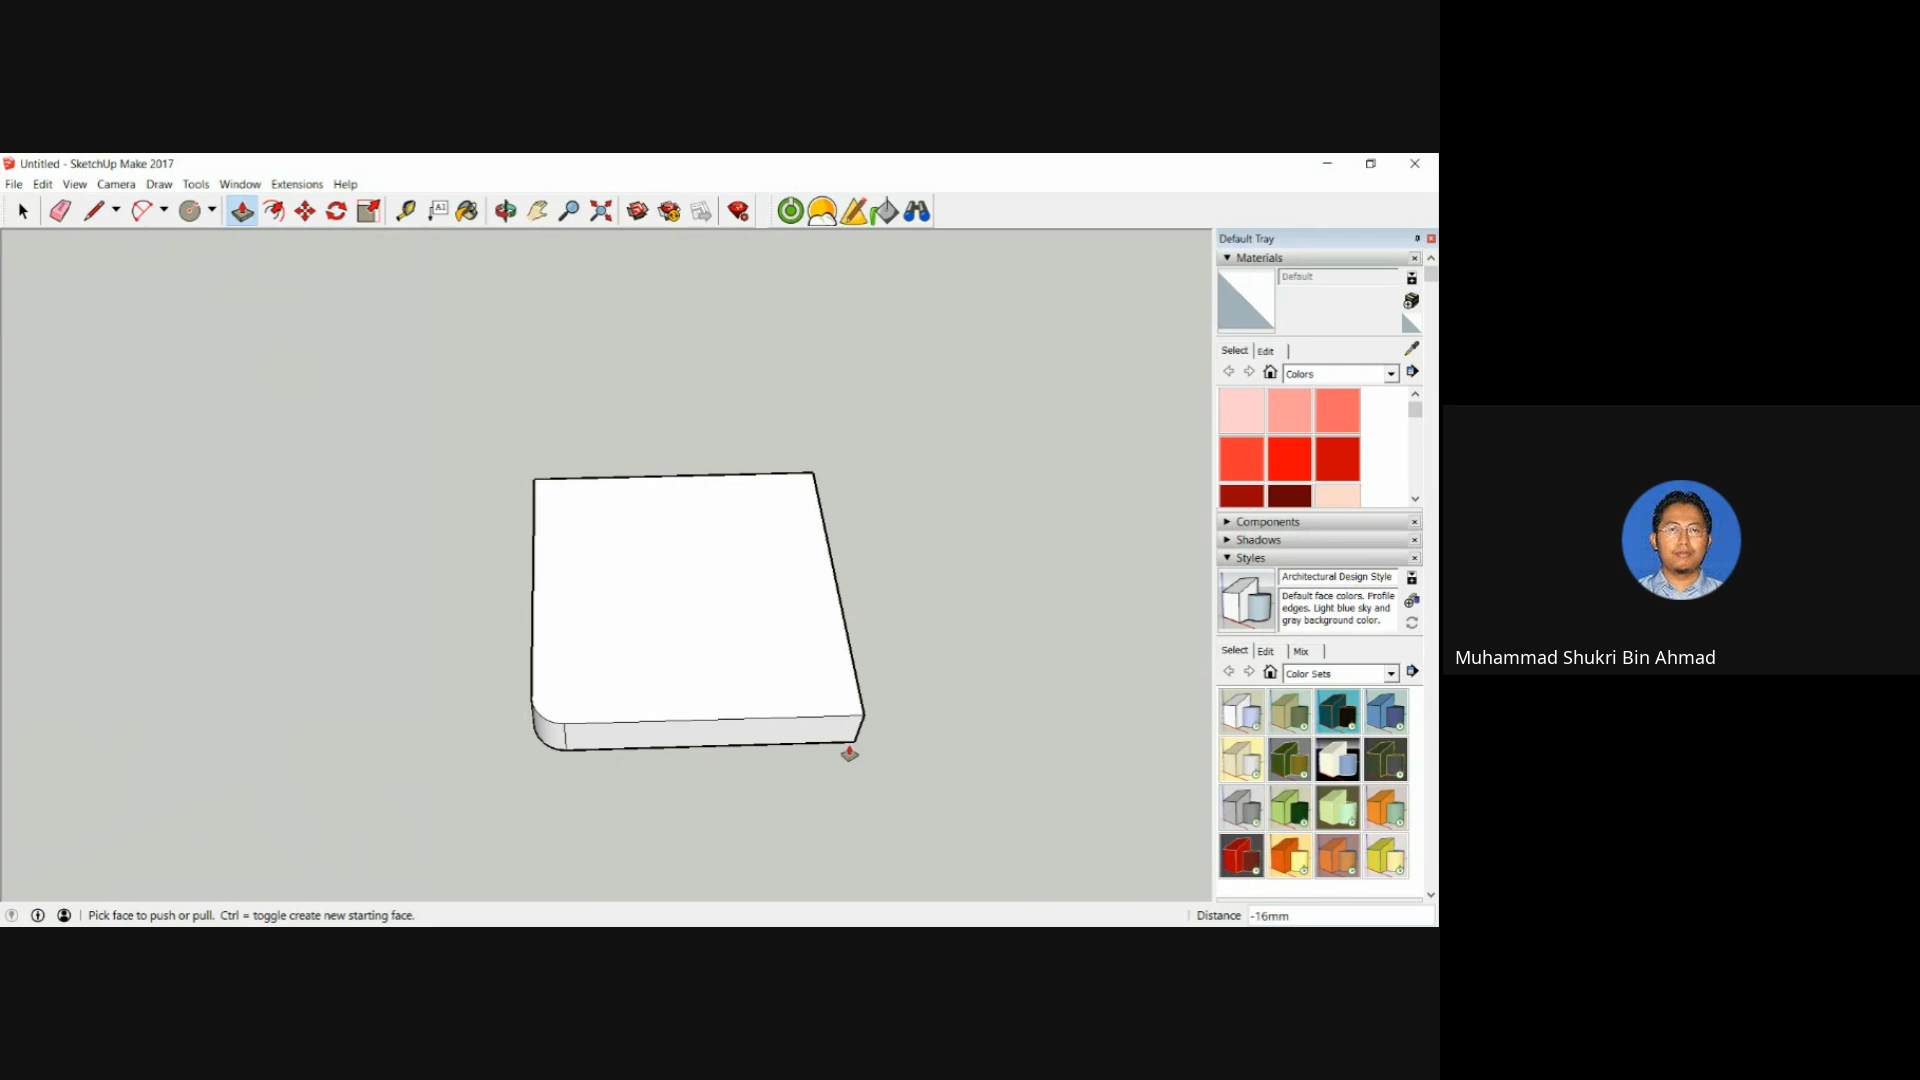 Untitled - SketchUp Make 2017
File Edit View Camera Draw Tools Window Extensions Help
A1
Default Tray
Materials
Default
Select Edit
Colors
Components
Shadows
Styles
Architectural Design Style
Default face colors. Profile
edges. Light blue sky and
gray background color.
Select Edit Mix
Color Sets
Muhammad Shukri Bin Ahmad
Pick face to push or pull. Ctrl = toggle create new starting face.
Distance -16mm